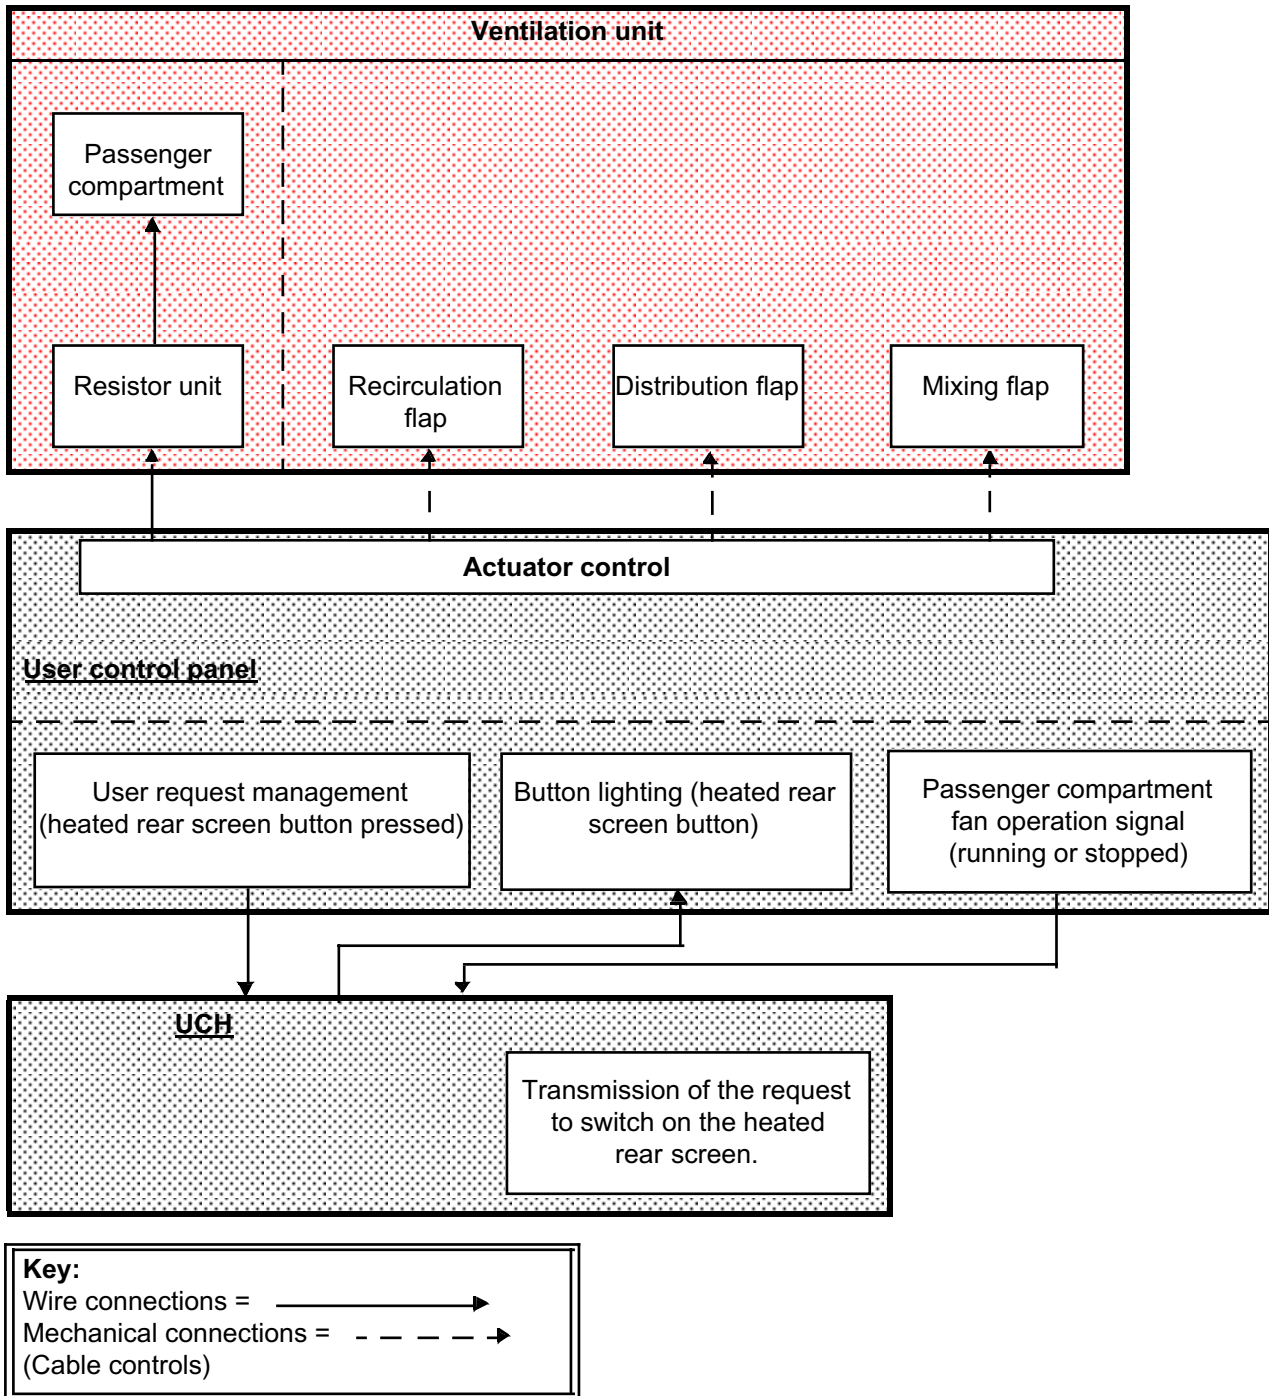 Ventilation unit
Passenger
compartment
Resistor unit
Recirculation
flap
Distribution flap
Mixing flap
Actuator control
User control panel
User request management
(heated rear screen button pressed)
Button lighting (heated rear
screen button)
Passenger compartment
fan operation signal
(running or stopped)
UCH
Transmission of the request
to switch on the heated
rear screen.
Key:
Wire connections =
Mechanical connections =
(Cable controls)